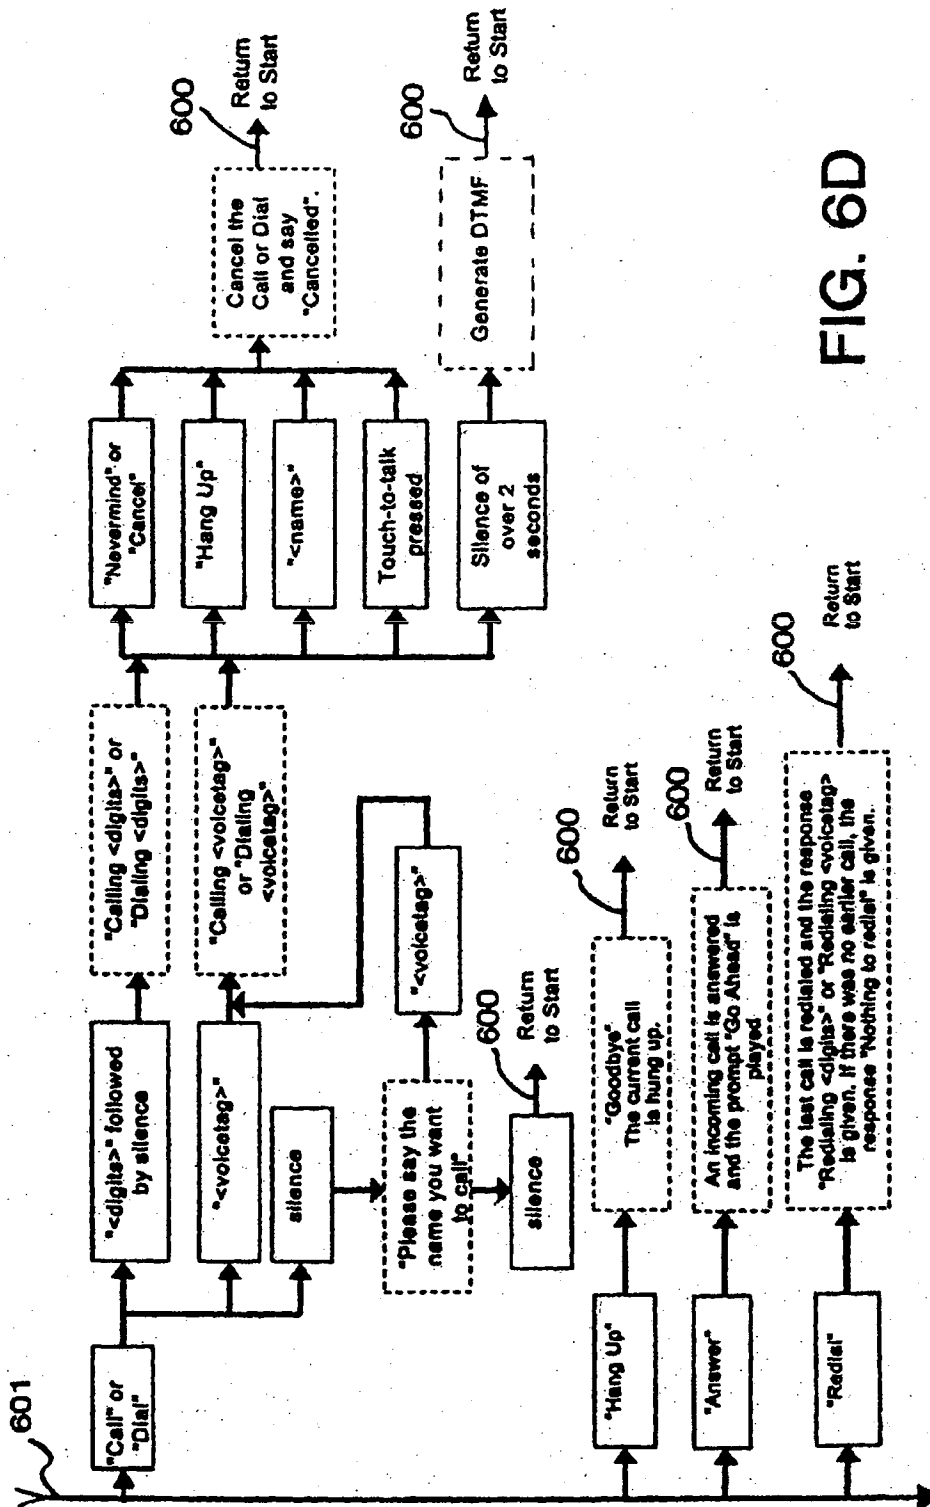 601
"Call" or
"Dial"
"<digits>" followed
by silence
"Calling <digits>" or
"Dialing <digits>"
"<voicetag>"
"Calling <voicetag>"
or "Dialing
<voicetag>"
silence
"Please say the
name you want
to call"
"<voicetag>"
silence
600
Return
to Start
"Nevermind" or
"Cancel"
"Hang Up"
"<name>"
Touch-to-talk
pressed
Silence of
over 2
seconds
Cancel the
Call or Dial
and say
"Cancelled".
600
Return
to Start
Generate DTMF
600
Return
to Start
"Hang Up"
"Goodbye"
The current call
is hung up.
600
Return
to Start
"Answer"
An incoming call is answered
and the prompt "Go Ahead" is
played
600
Return
to Start
"Redial"
The last call is redialed and the response
"Redialing <digits>" or "Redialing <voicetag>
is given. If there was no earlier call, the
response "Nothing to redial" is given.
600
Return
to Start
FIG. 6D